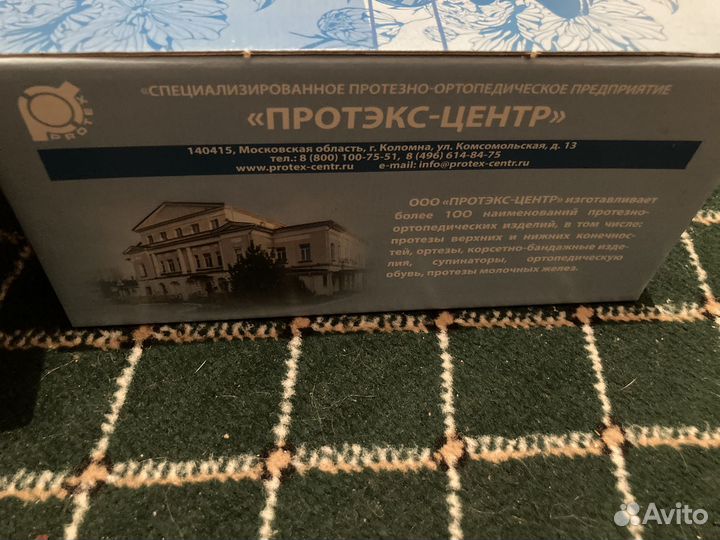 PROTEX
«СПЕЦИАЛИЗИРОВАННОЕ ПРОТЕЗНО-ОРТОПЕДИЧЕСКОЕ ПРЕДПРИЯТИЕ
«ПРОТЭКС-ЦЕНТР»
140415, Московская область, г. Коломна, ул. Комсомольская, д. 13
тел.: 8 (800) 100-75-51, 8 (496) 614-84-75
www.protex-centr.ru e-mail: info@protex-centr.ru
ООО «ПРОТЭКС-ЦЕНТР» изготавливает
более 100 наименований протезно-
ортопедических изделий, в том числе:
протезы верхних и нижних конечнос-
тей, ортезы, корсетно-бандажные изде-
лия, супинаторы, ортопедическую
обувь, протезы молочных желез.
Avito